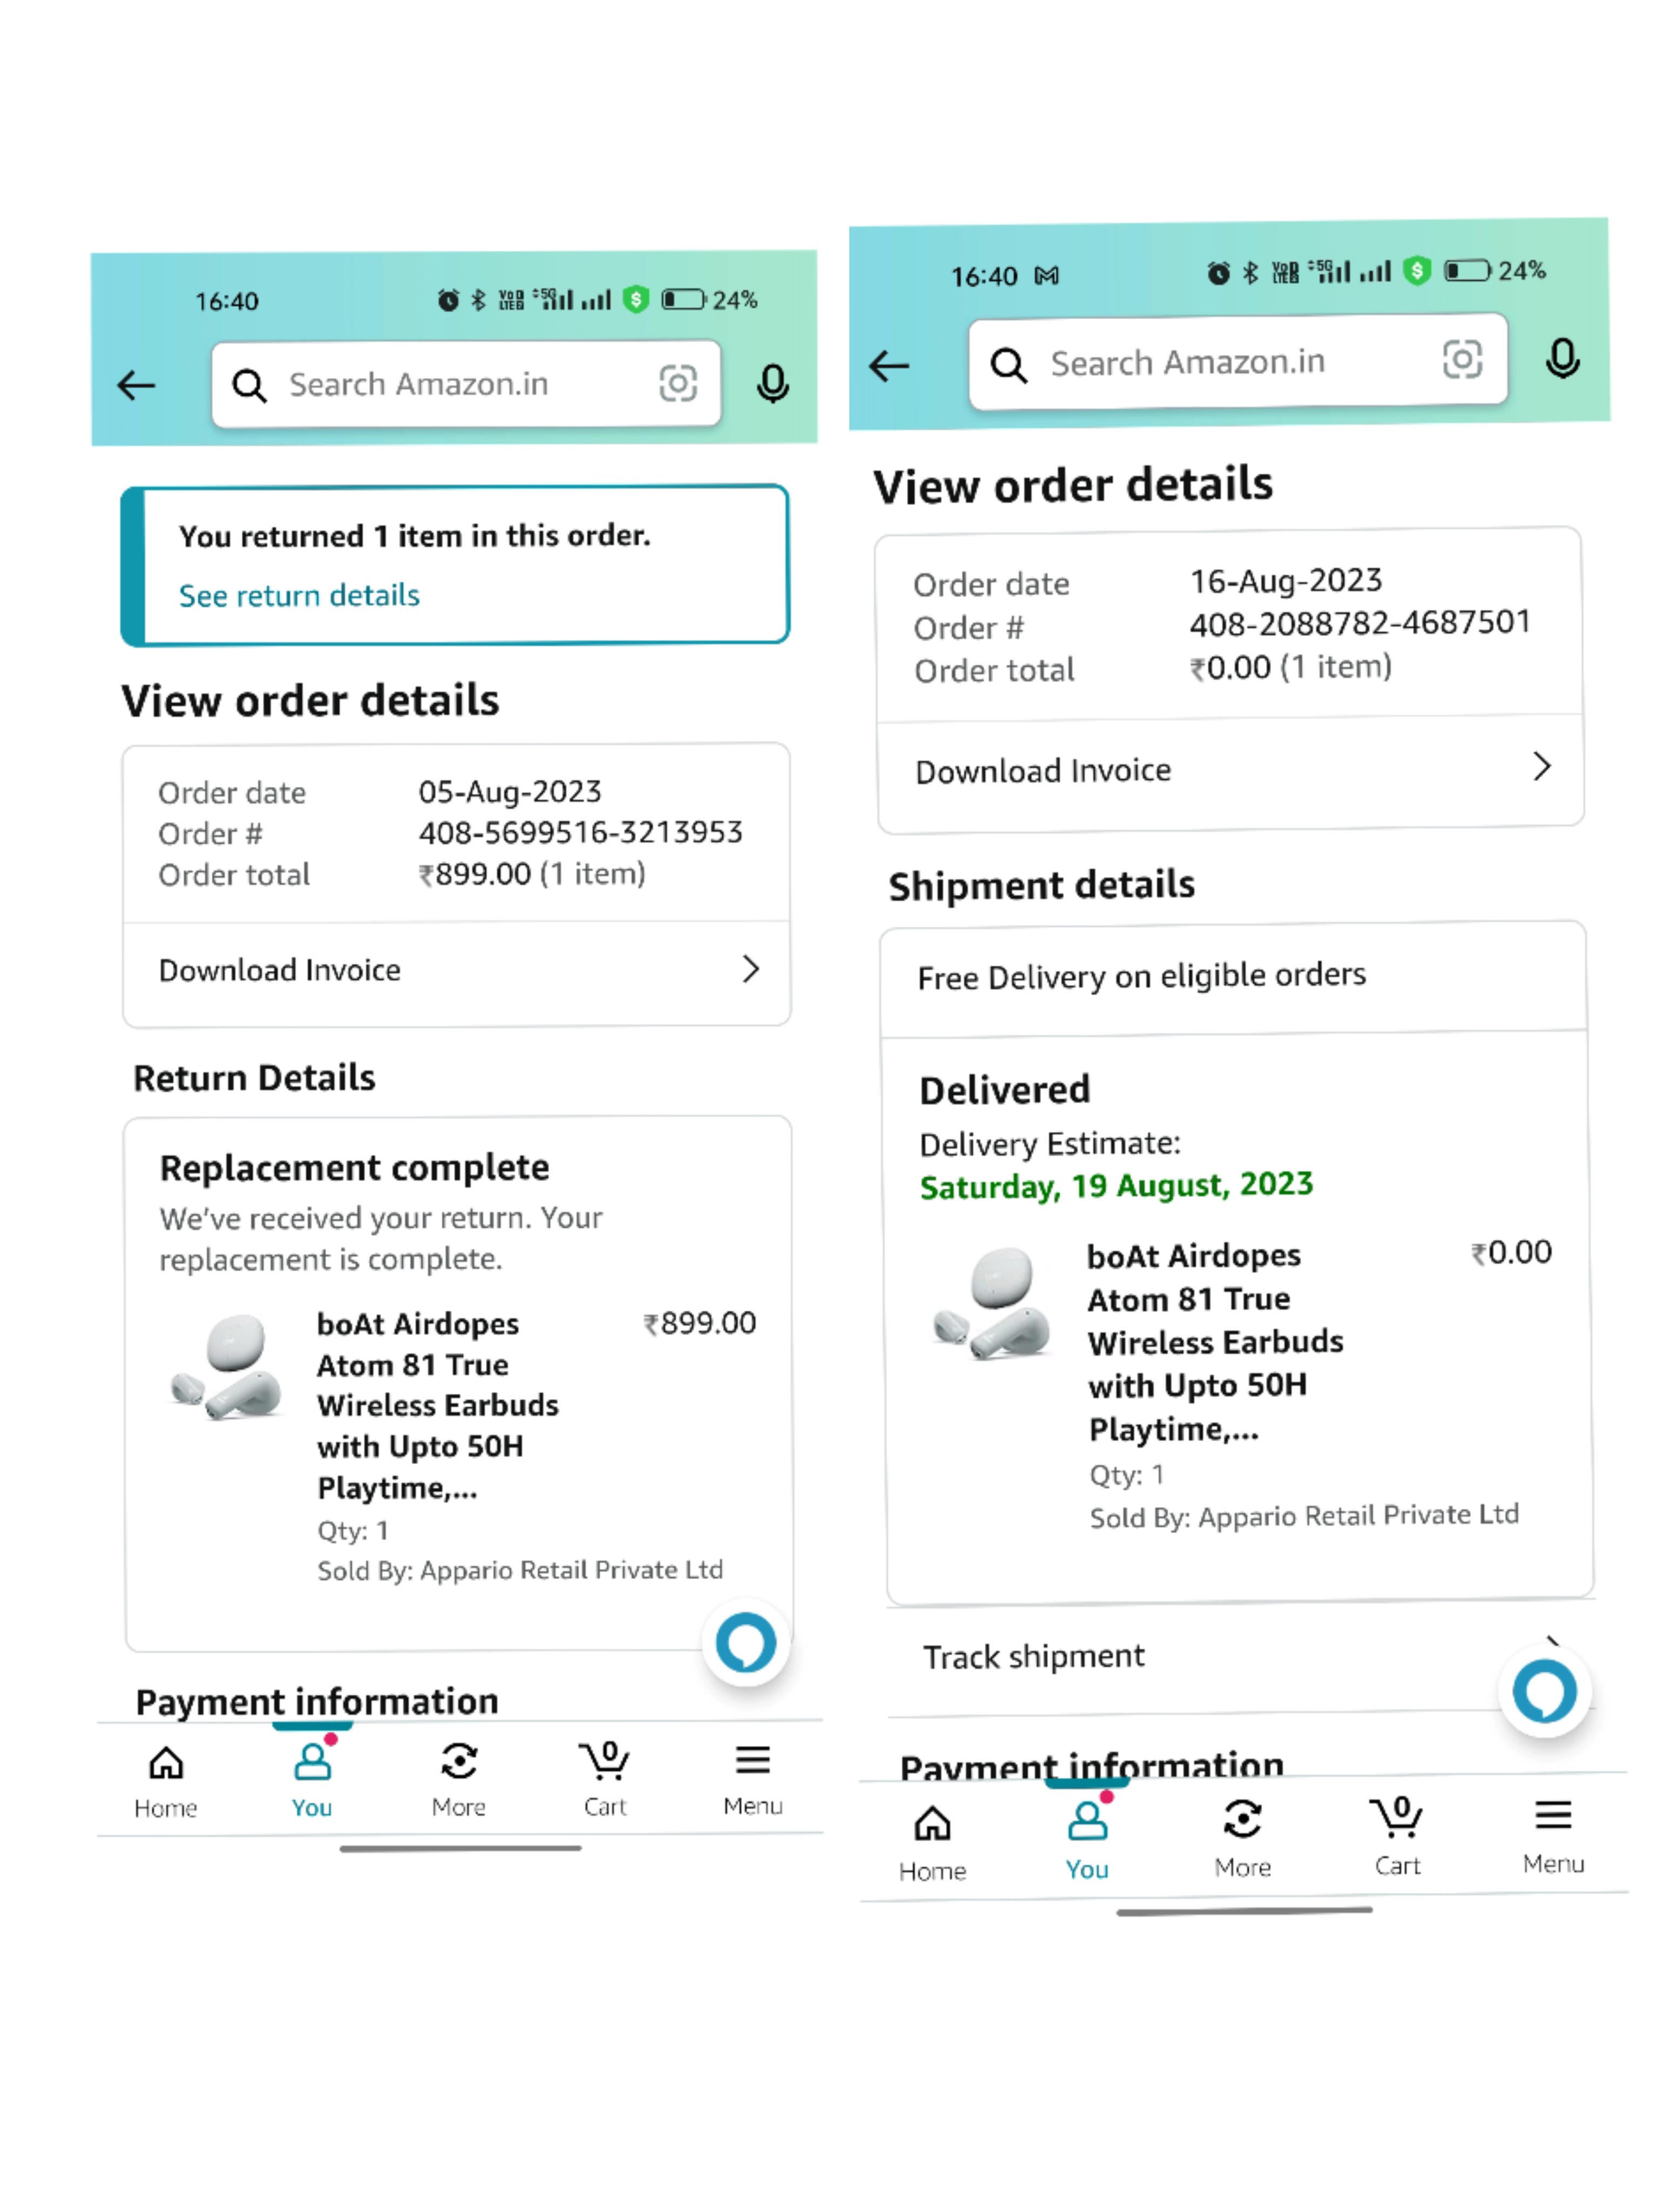 16:40
VoD LTEB 5G 24%
Search Amazon.in
You returned 1 item in this order.
See return details
View order details
Order date 05-Aug-2023
Order # 408-5699516-3213953
Order total ₹899.00 (1 item)
Download Invoice
Return Details
Replacement complete
We've received your return. Your
replacement is complete.
boAt Airdopes ₹899.00
Atom 81 True
Wireless Earbuds
with Upto 50H
Playtime,...
Qty: 1
Sold By: Appario Retail Private Ltd
Payment information
Home You More 0 Cart Menu
16:40
5G 24%
Search Amazon.in
View order details
Order date 16-Aug-2023
Order # 408-2088782-4687501
Order total ₹0.00 (1 item)
Download Invoice
Shipment details
Free Delivery on eligible orders
Delivered
Delivery Estimate:
Saturday, 19 August, 2023
boAt Airdopes ₹0.00
Atom 81 True
Wireless Earbuds
with Upto 50H
Playtime,...
Qty: 1
Sold By: Appario Retail Private Ltd
Track shipment
Payment information
Home You More 0 Cart Menu